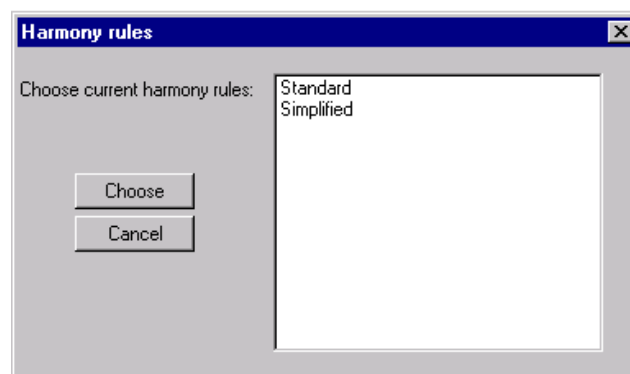 Harmony rules
Choose current harmony rules:
Standard
Simplified
Choose
Cancel